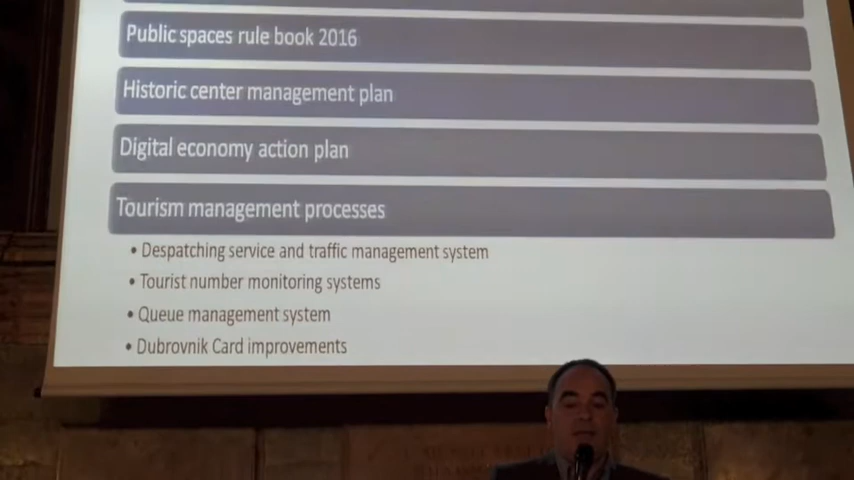 Public spaces rule book 2016
Historic center management plan
Digital economy action plan
Tourism management processes
• Despatching service and traffic management system
• Tourist number monitoring systems
• Queue management system
• Dubrovnik Card improvements